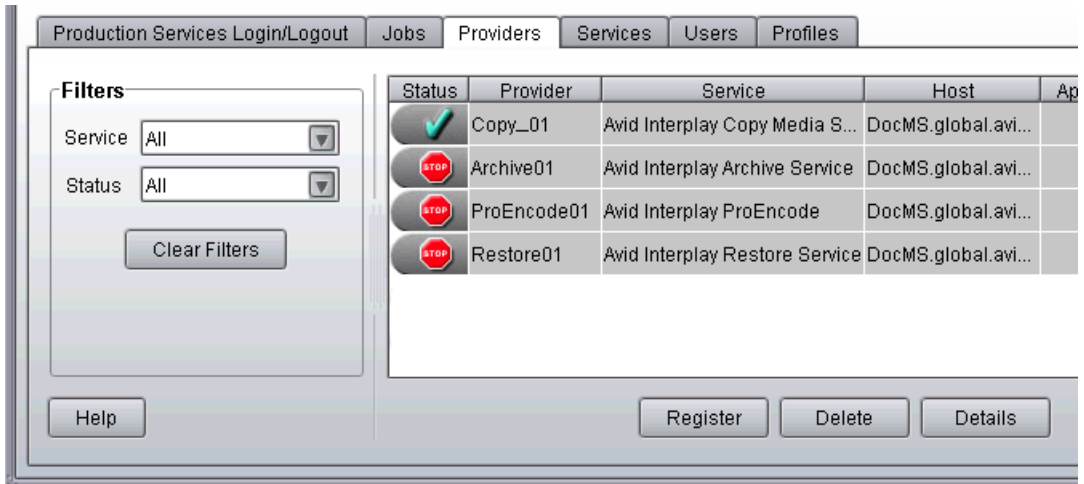 Production Services Login/Logout Jobs Providers Services Users Profiles
Filters
Service All
Status All
Clear Filters
Status Provider Service Host Ap
Copy_01 Avid Interplay Copy Media S... DocMS.global.avi...
STOP Archive01 Avid Interplay Archive Service DocMS.global.avi...
STOP ProEncode01 Avid Interplay ProEncode DocMS.global.avi...
STOP Restore01 Avid Interplay Restore Service DocMS.global.avi...
Help Register Delete Details